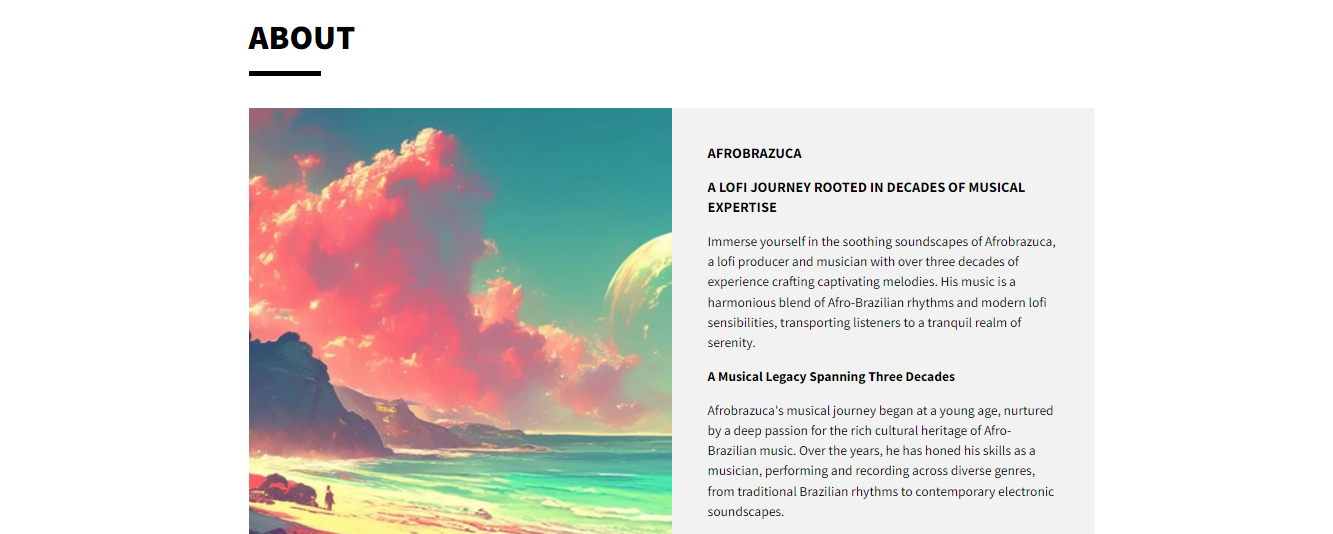 ABOUT
AFROBRAZUCA
A LOFI JOURNEY ROOTED IN DECADES OF MUSICAL
EXPERTISE
Immerse yourself in the soothing soundscapes of Afrobrazuca,
a lofi producer and musician with over three decades of
experience crafting captivating melodies. His music is a
harmonious blend of Afro-Brazilian rhythms and modern lofi
sensibilities, transporting listeners to a tranquil realm of
serenity.
A Musical Legacy Spanning Three Decades
Afrobrazuca's musical journey began at a young age, nurtured
by a deep passion for the rich cultural heritage of Afro-
Brazilian music. Over the years, he has honed his skills as a
musician, performing and recording across diverse genres,
from traditional Brazilian rhythms to contemporary electronic
soundscapes.